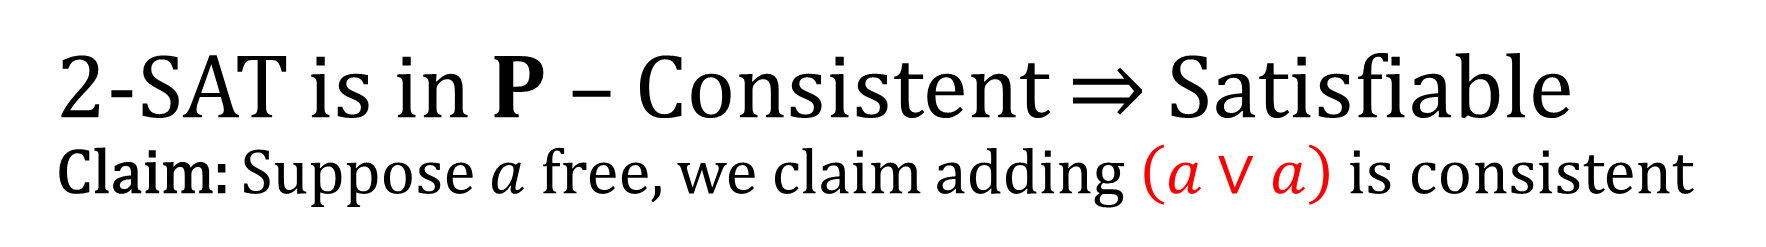 2-SAT is in P – Consistent ⇒ Satisfiable
Claim: Suppose a free, we claim adding (a ∨ a) is consistent